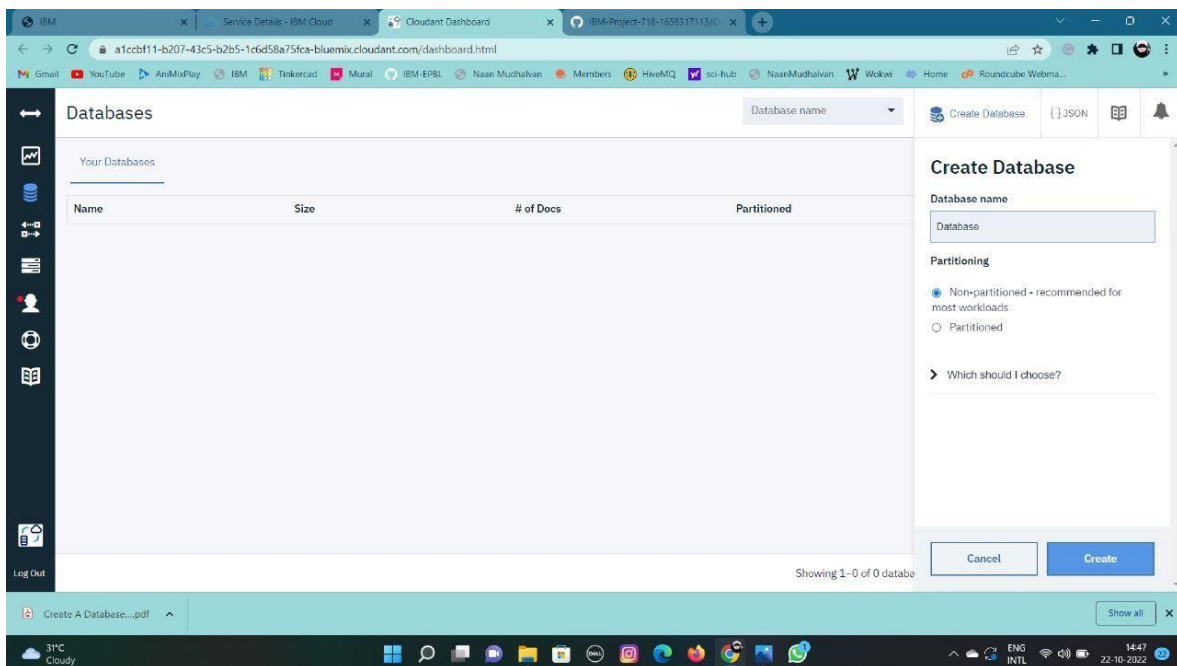 IBM
Service Details - IBM Cloud
Cloudant Dashboard
IBM-Project-718-1658317113/
a1ccbf11-b207-43c5-b2b5-1c6d58a75fca-bluemix.cloudant.com/dashboard.html
Gmail YouTube AniMixPlay IBM Tinkercad Mural IBM-EPBL Naan Mudhalvan Members HiveMQ sci-hub NaanMudhalvan Wokwi Home Roundcube Webma... »
Databases
Database name
Create Database
{ } JSON
Your Databases
Name Size # of Docs Partitioned
Create Database
Database name
Database
Partitioning
Non-partitioned - recommended for
most workloads
Partitioned
Which should I choose?
Cancel
Create
Log Out
Showing 1–0 of 0 databa
Create A Database....pdf
Show all
31°C
Cloudy
DELL
ENG
INTL
14:47
22-10-2022
22